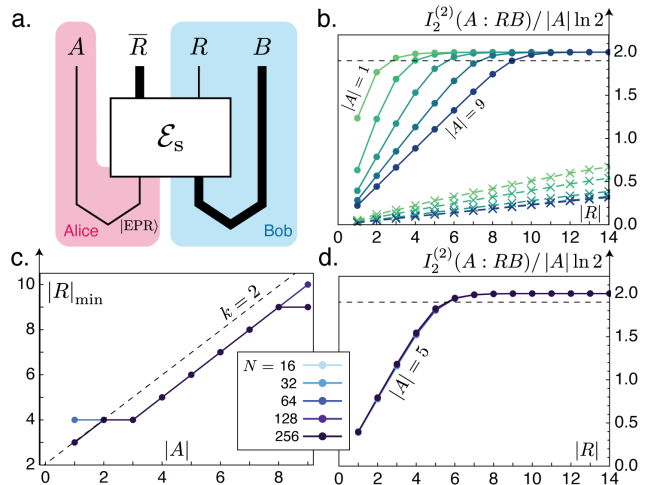 a.
A R̅ R B
ℰₛ
|EPR⟩
Alice
Bob
b.
I₂⁽²⁾(A : RB)/|A| ln 2
|A| = 1
|A| = 9
2.0
1.5
1.0
0.5
0.0
0 2 4 6 8 10 12 14
|R|
c.
|R|ₘᵢₙ
k = 2
10
8
6
4
2
0 2 4 6 8
|A|
N = 16
32
64
128
256
d.
I₂⁽²⁾(A : RB)/|A| ln 2
|A| = 5
2.0
1.5
1.0
0.5
0.0
0 2 4 6 8 10 12 14
|R|